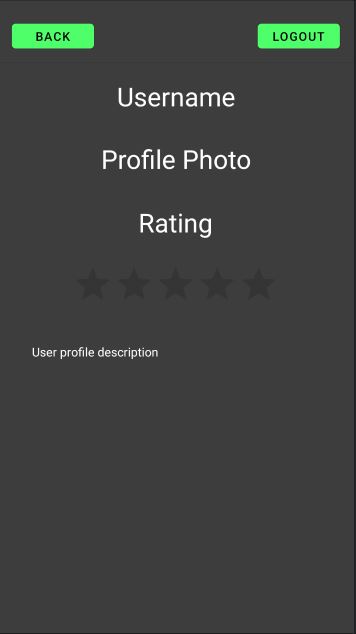 BACK
LOGOUT
Username
Profile Photo
Rating
User profile description